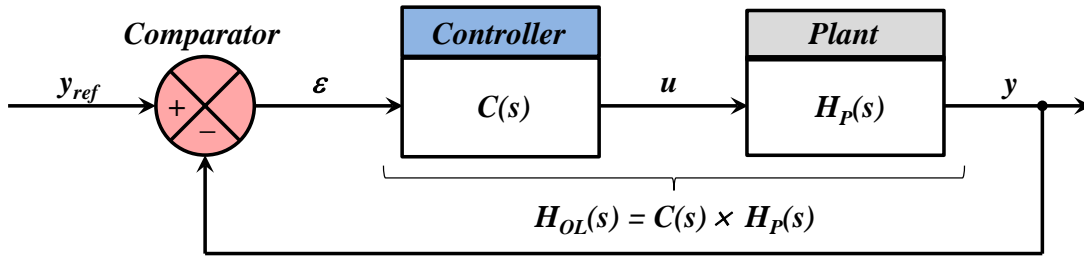 Comparator
Controller
Plant
y_ref
+
−
ε
C(s)
u
H_P(s)
y
H_OL(s) = C(s) × H_P(s)